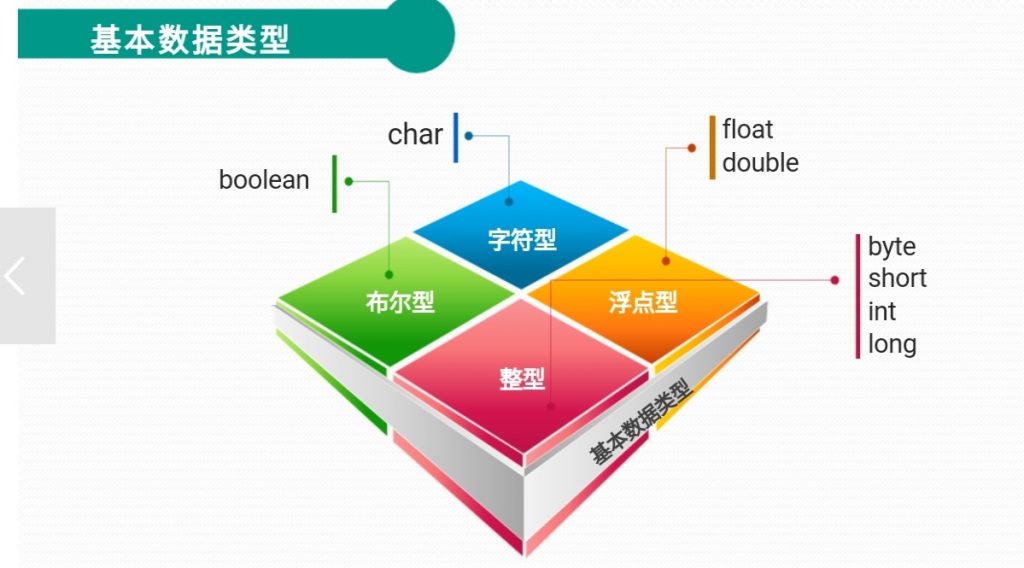 基本数据类型
char
float
double
boolean
字符型
布尔型
浮点型
byte
short
int
long
整型
基本数据类型